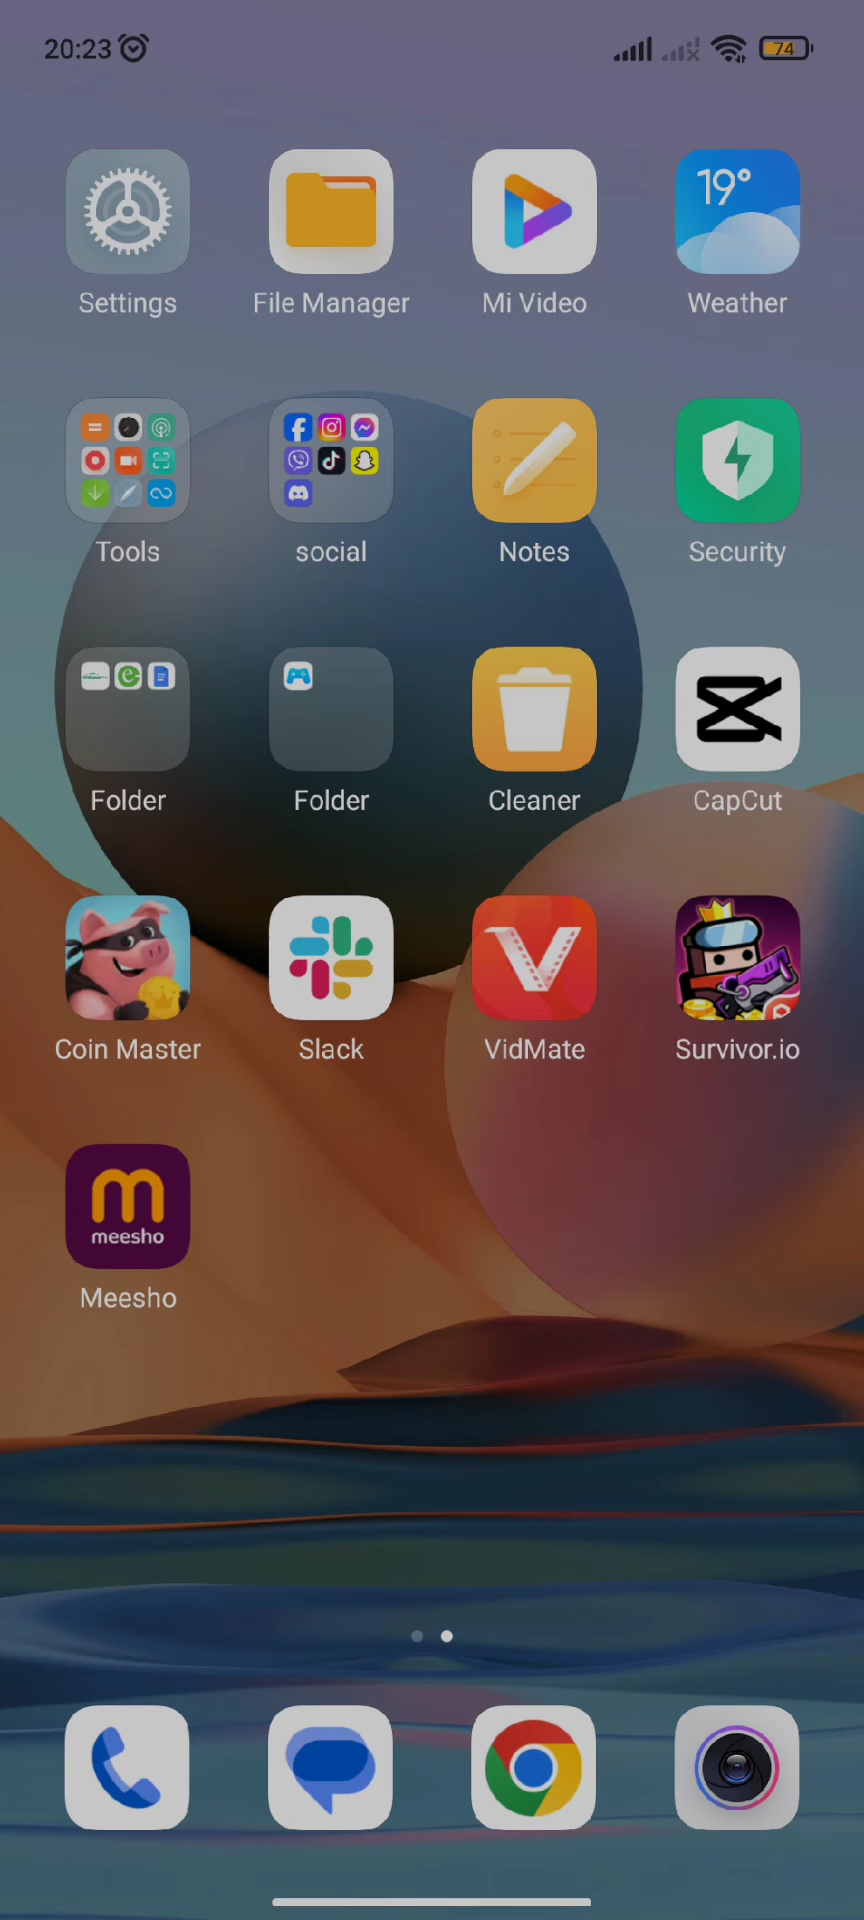 20:23
74
19°
Settings
File Manager
Mi Video
Weather
Tools
social
Notes
Security
Folder
Folder
Cleaner
CapCut
Coin Master
Slack
VidMate
Survivor.io
meesho
Meesho